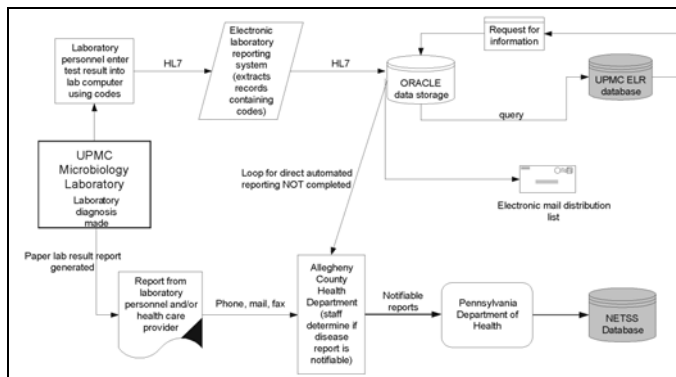 Laboratory
personnel enter
test result into
lab computer
using codes
HL7
Electronic
laboratory
reporting
system
(extracts
records
containing
codes)
HL7
ORACLE
data storage
Request for
information
UPMC ELR
database
query
UPMC
Microbiology
Laboratory
Laboratory
diagnosis
made
Loop for direct automated
reporting NOT completed
Electronic mail distribution
list
Paper lab result report
generated
Report from
laboratory
personnel and/or
health care
provider
Phone, mail, fax
Allegheny
County
Health
Department
(staff
determine if
disease
report is
notifiable)
Notifiable
reports
Pennsylvania
Department of
Health
NETSS
Database